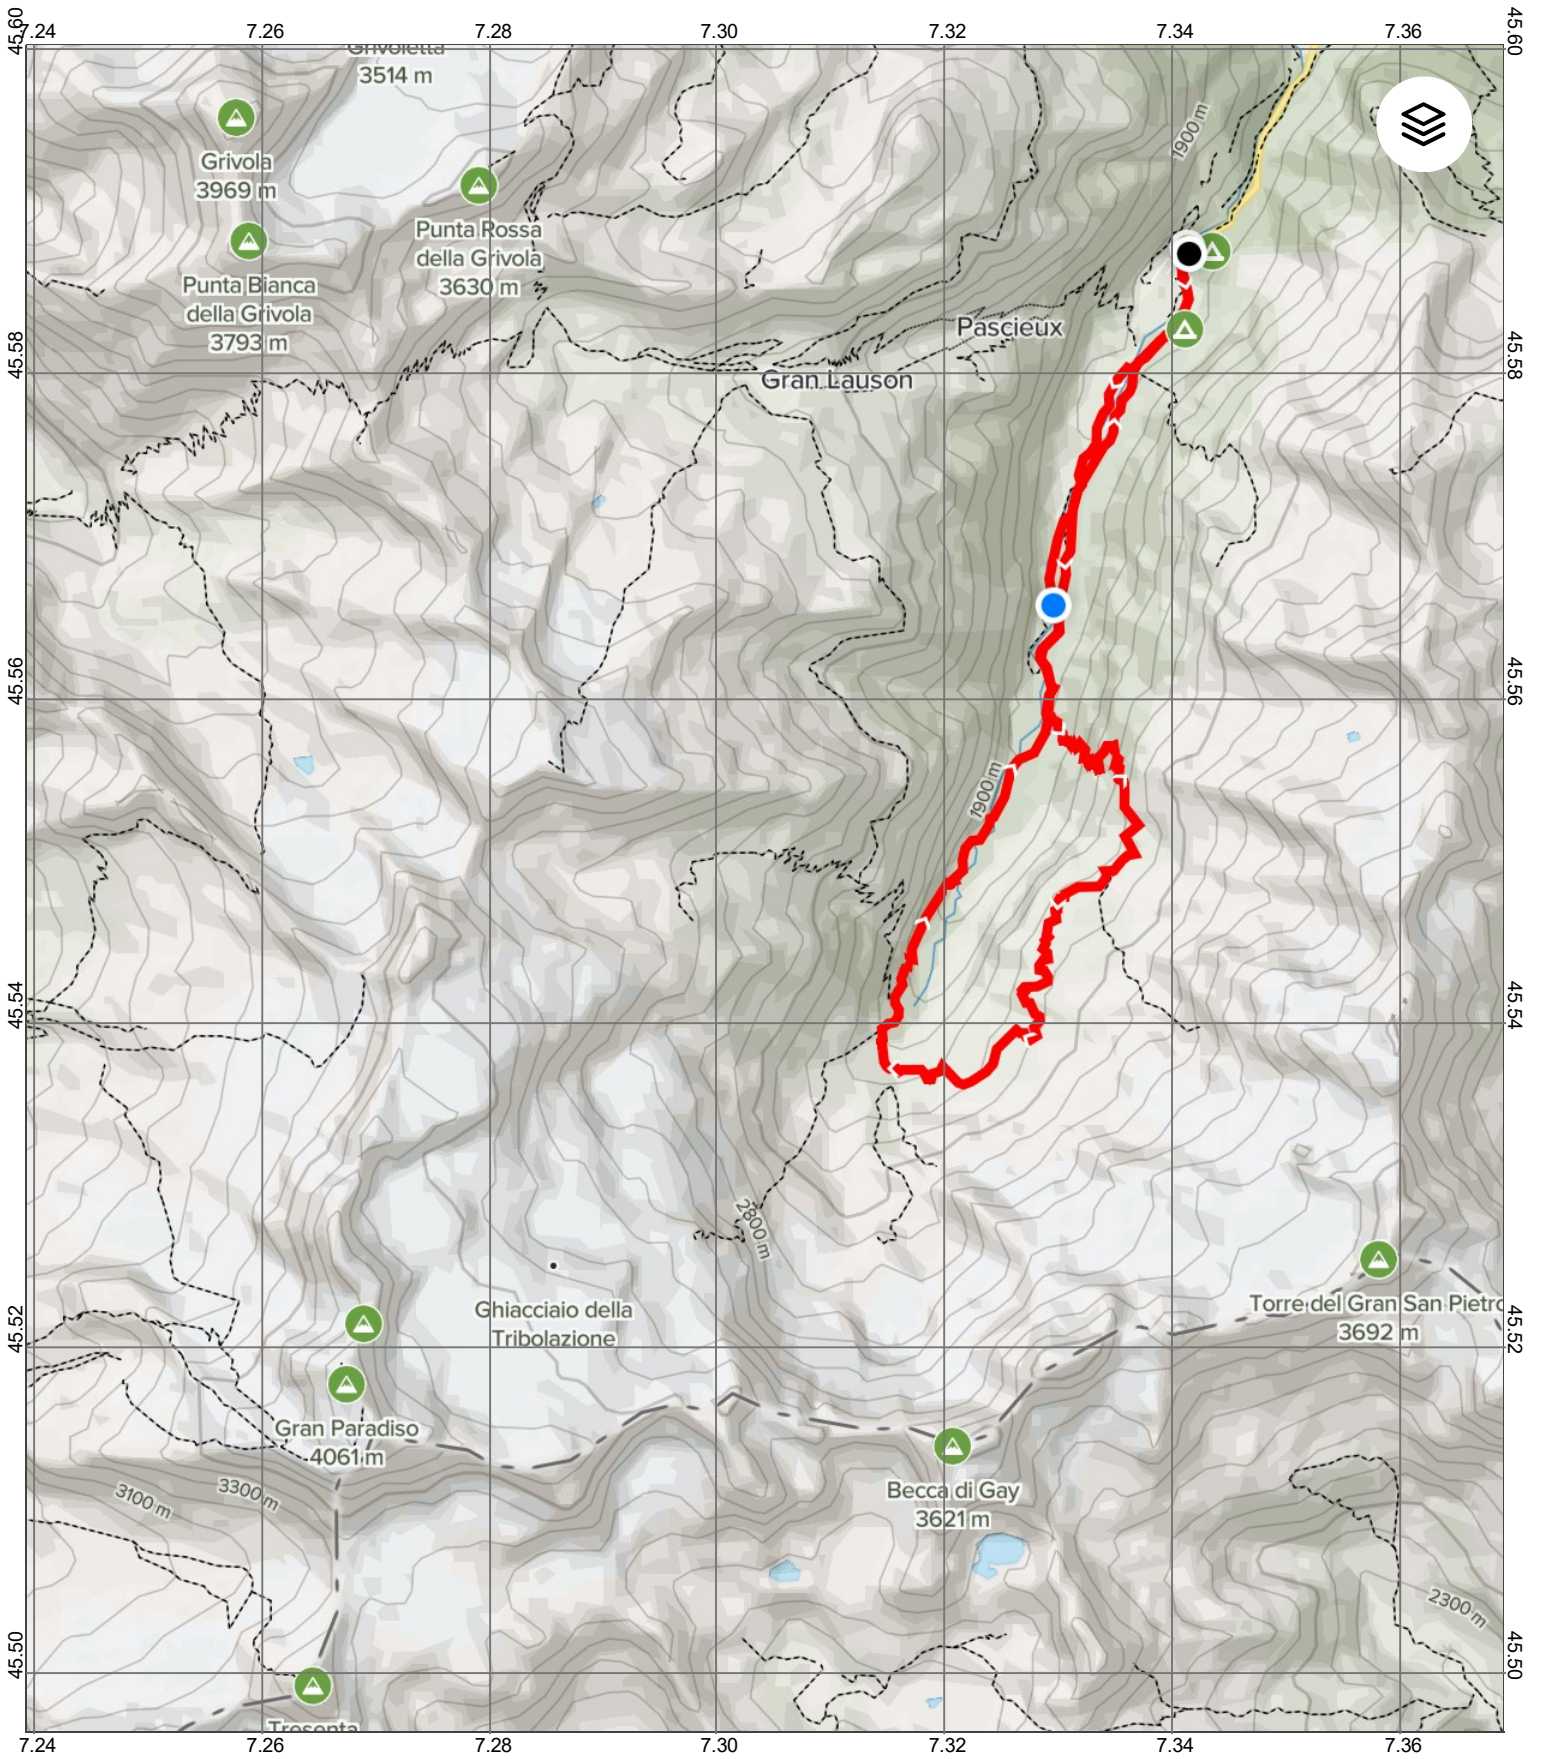 7.24 7.26 7.28 7.30 7.32 7.34 7.36
45.60
45.60
Grivoletta
3514 m
1900 m
Grivola
3969 m
Punta Rossa
della Grivola
3630 m
Punta Bianca
della Grivola
3793 m
Pascieux
Gran Lauson
45.58
45.58
45.56
45.56
1900 m
45.54
45.54
2800 m
Ghiacciaio della
Tribolazione
Torre del Gran San Pietro
3692 m
45.52
45.52
Gran Paradiso
4061 m
Becca di Gay
3621 m
3100 m
3300 m
2300 m
45.50
45.50
Tresenta
7.24 7.26 7.28 7.30 7.32 7.34 7.36